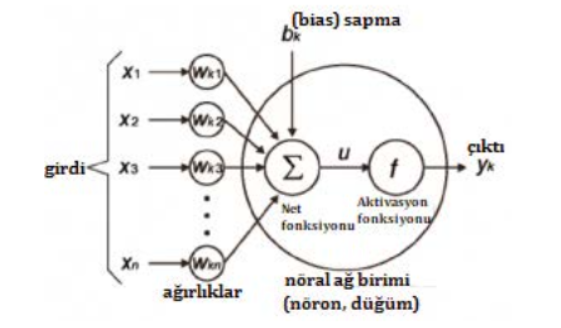 (bias) sapma
bk
x1 Wk1
x2 Wk2
girdi x3 Wk3 Σ u f çıktı yk
Net fonksiyonu
Aktivasyon fonksiyonu
xn Wkn
ağırlıklar
nöral ağ birimi
(nöron, düğüm)